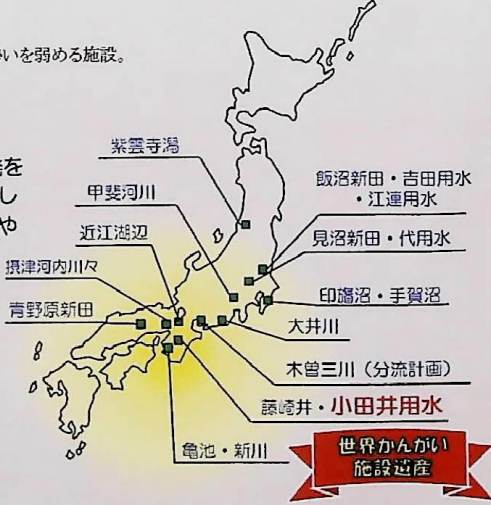 いを弱める施設。
を
し
や
紫雲寺潟
甲斐河川
近江湖辺
摂津河内川々
青野原新田
飯沼新田・吉田用水
・江連用水
見沼新田・代用水
印旛沼・手賀沼
大井川
木曽三川（分流計画）
藤崎井・小田井用水
亀池・新川
世界かんがい
施設遺産